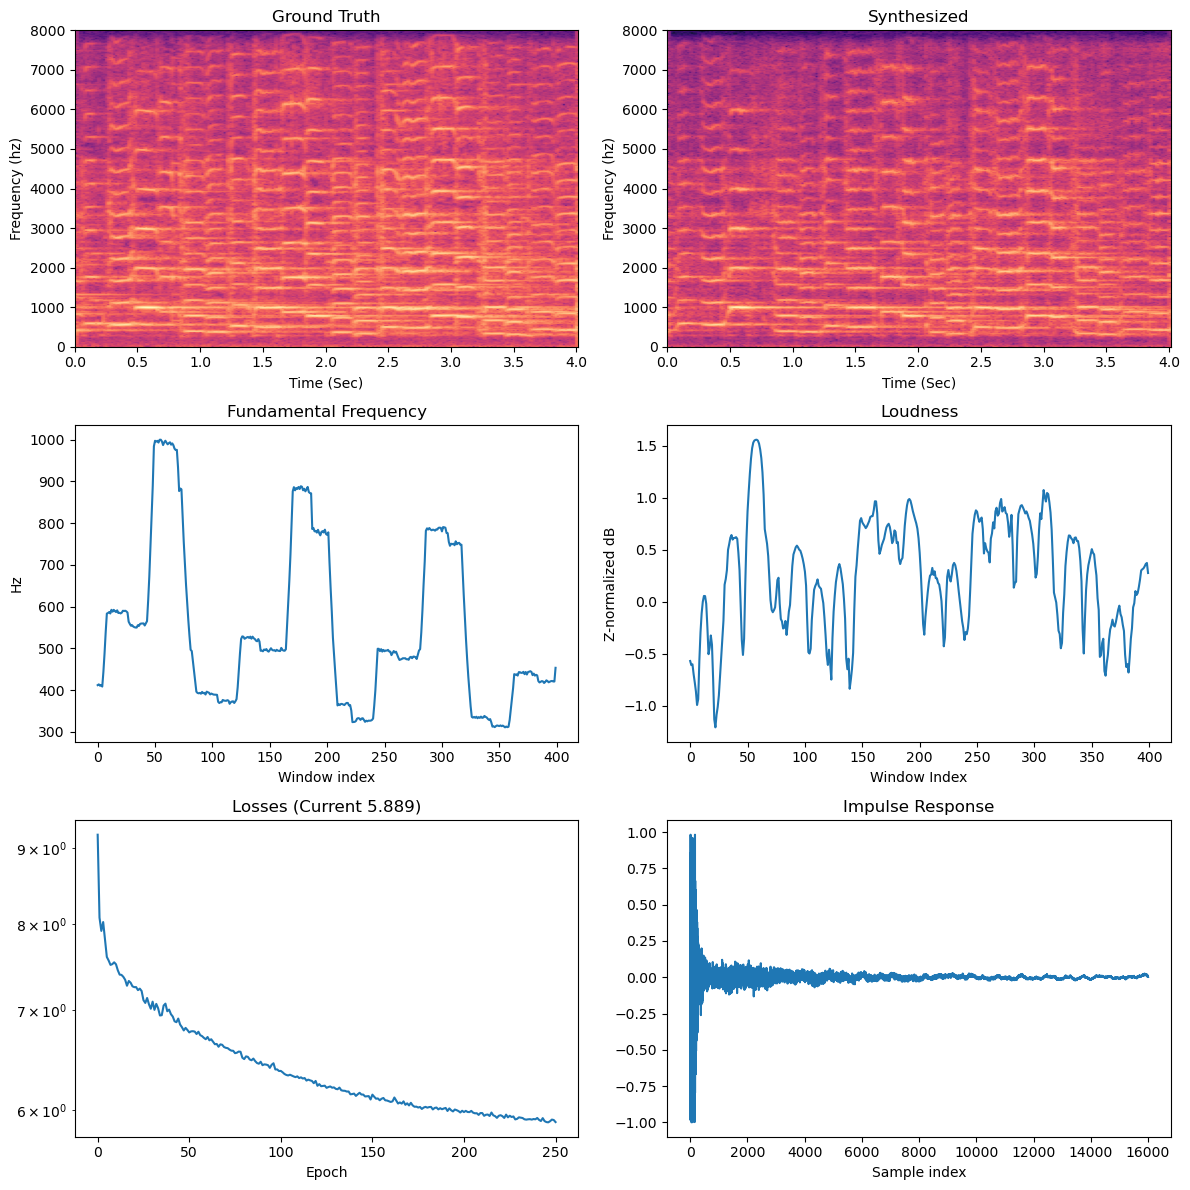 Ground Truth
8000
7000
6000
5000
4000
3000
2000
1000
0
Frequency (hz)
0.0 0.5 1.0 1.5 2.0 2.5 3.0 3.5 4.0
Time (Sec)
Synthesized
8000
7000
6000
5000
4000
3000
2000
1000
0
Frequency (hz)
0.0 0.5 1.0 1.5 2.0 2.5 3.0 3.5 4.0
Time (Sec)
Fundamental Frequency
1000
900
800
700
600
500
400
300
Hz
0 50 100 150 200 250 300 350 400
Window index
Loudness
1.5
1.0
0.5
0.0
−0.5
−1.0
Z-normalized dB
0 50 100 150 200 250 300 350 400
Window Index
Losses (Current 5.889)
9 × 10⁰
8 × 10⁰
7 × 10⁰
6 × 10⁰
0 50 100 150 200 250
Epoch
Impulse Response
1.00
0.75
0.50
0.25
0.00
−0.25
−0.50
−0.75
−1.00
0 2000 4000 6000 8000 10000 12000 14000 16000
Sample index